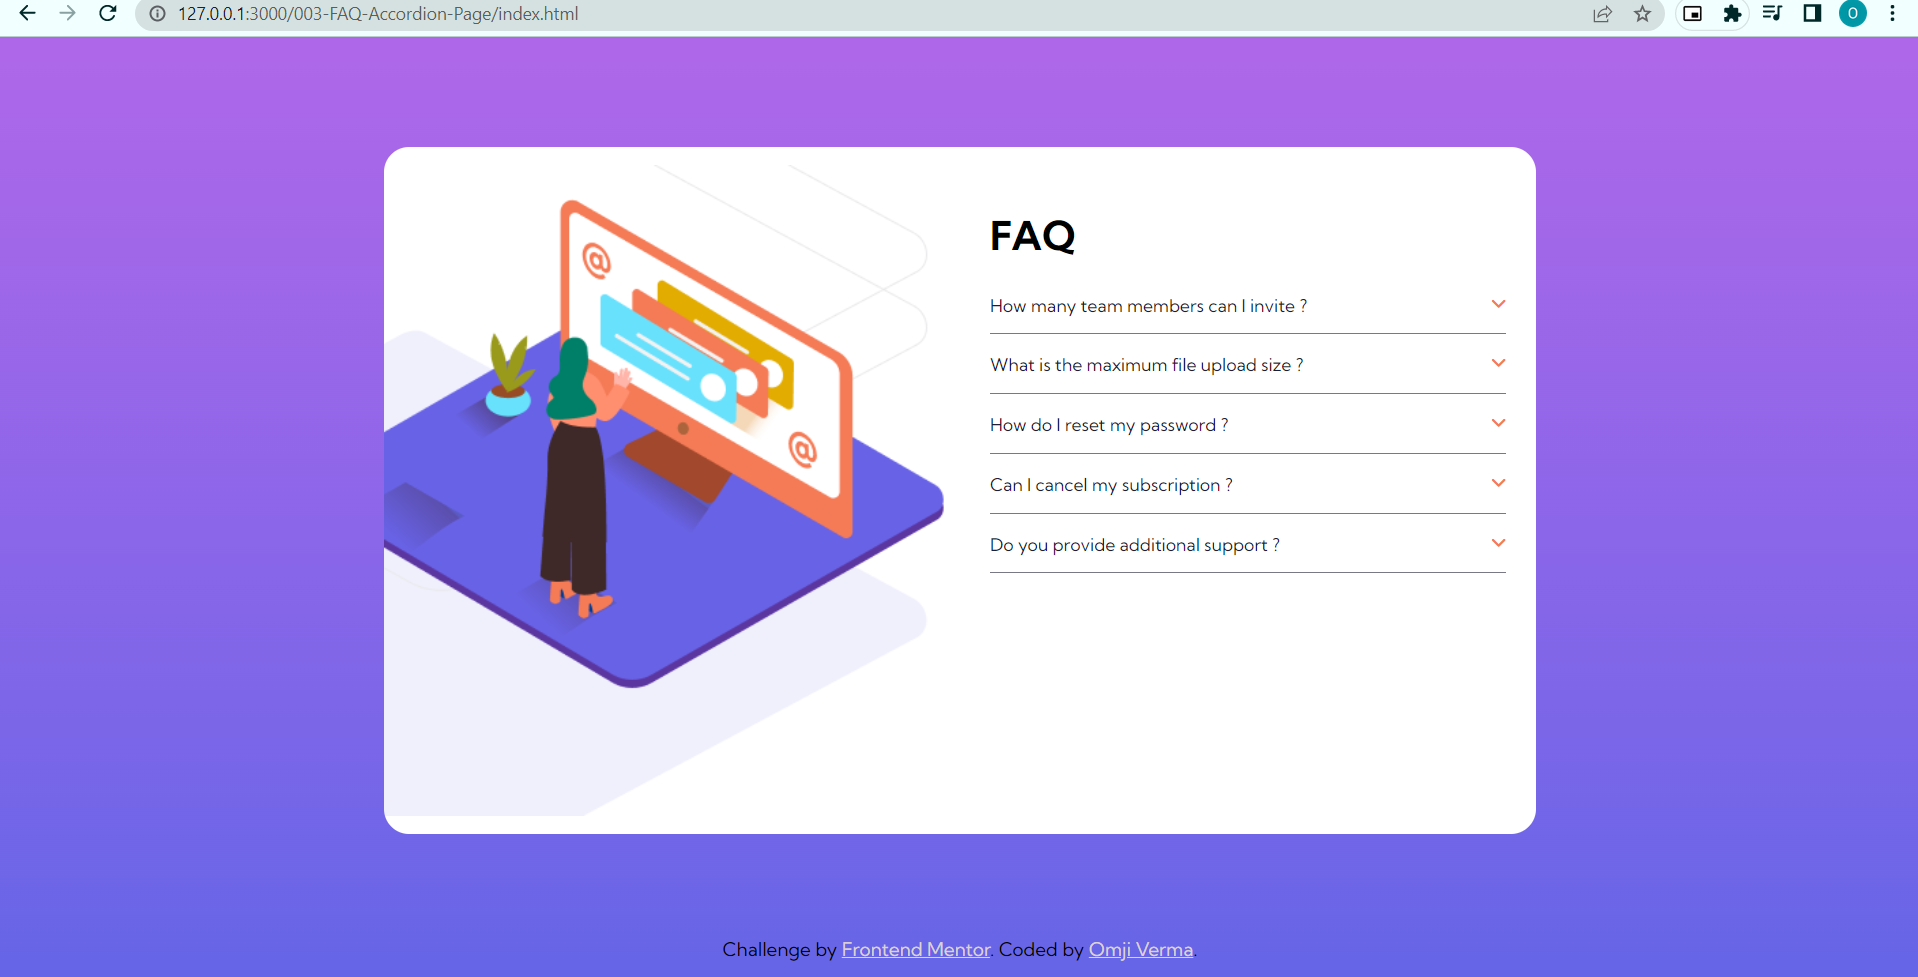 127.0.0.1:3000/003-FAQ-Accordion-Page/index.html
O
@
@
FAQ
How many team members can I invite ?
What is the maximum file upload size ?
How do I reset my password ?
Can I cancel my subscription ?
Do you provide additional support ?
Challenge by Frontend Mentor. Coded by Omji Verma.